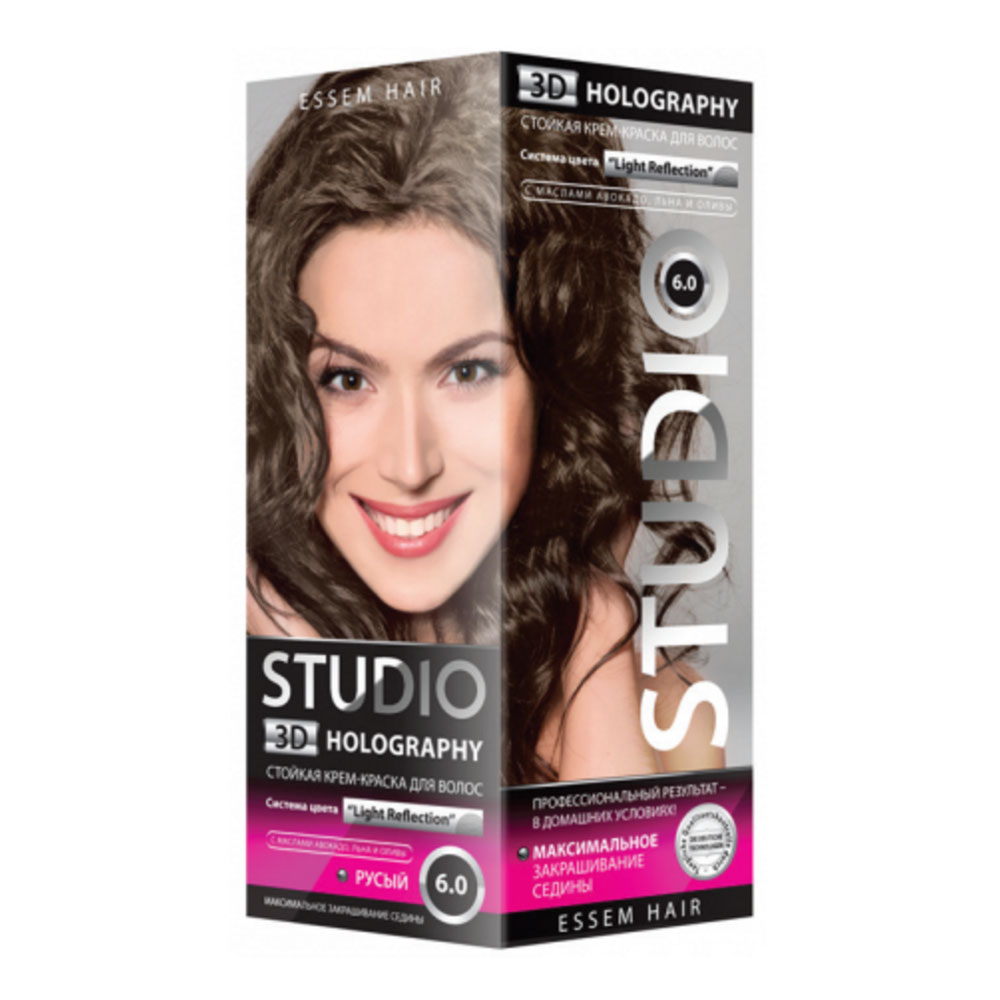 ESSEM HAIR
STUDIO
3D HOLOGRAPHY
СТОЙКАЯ КРЕМ-КРАСКА ДЛЯ ВОЛОС
Система цвета "Light Reflection"
С МАСЛАМИ АВОКАДО, ЛЬНА И ОЛИВЫ
РУСЫЙ 6.0
МАКСИМАЛЬНОЕ ЗАКРАШИВАНИЕ СЕДИНЫ
3D HOLOGRAPHY
СТОЙКАЯ КРЕМ-КРАСКА ДЛЯ ВОЛОС
Система цвета "Light Reflection"
С МАСЛАМИ АВОКАДО, ЛЬНА И ОЛИВЫ
6.0
STUDIO
ПРОФЕССИОНАЛЬНЫЙ РЕЗУЛЬТАТ –
В ДОМАШНИХ УСЛОВИЯХ!
МАКСИМАЛЬНОЕ
ЗАКРАШИВАНИЕ
СЕДИНЫ
ESSEM HAIR